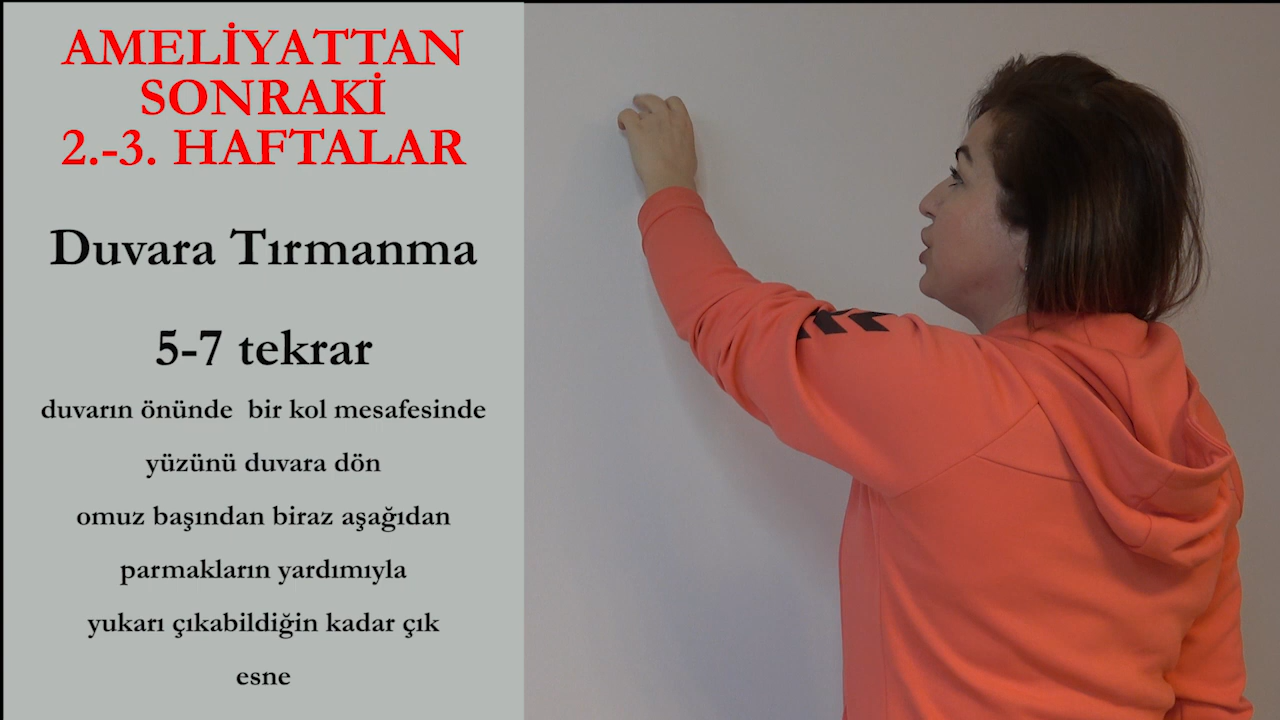 AMELİYATTAN
SONRAKİ
2.-3. HAFTALAR
Duvara Tırmanma
5-7 tekrar
duvarın önünde bir kol mesafesinde
yüzünü duvara dön
omuz başından biraz aşağıdan
parmakların yardımıyla
yukarı çıkabildiğin kadar çık
esne